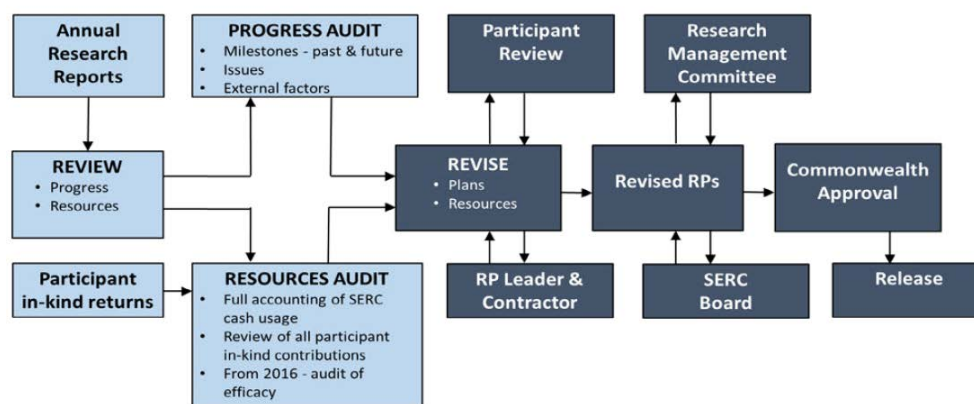 Annual
Research
Reports
PROGRESS AUDIT
• Milestones - past & future
• Issues
• External factors
Participant
Review
Research
Management
Committee
REVIEW
• Progress
• Resources
REVISE
• Plans
• Resources
Revised RPs
Commonwealth
Approval
Participant
in-kind returns
RESOURCES AUDIT
• Full accounting of SERC
cash usage
• Review of all participant
in-kind contributions
• From 2016 - audit of
efficacy
RP Leader &
Contractor
SERC
Board
Release